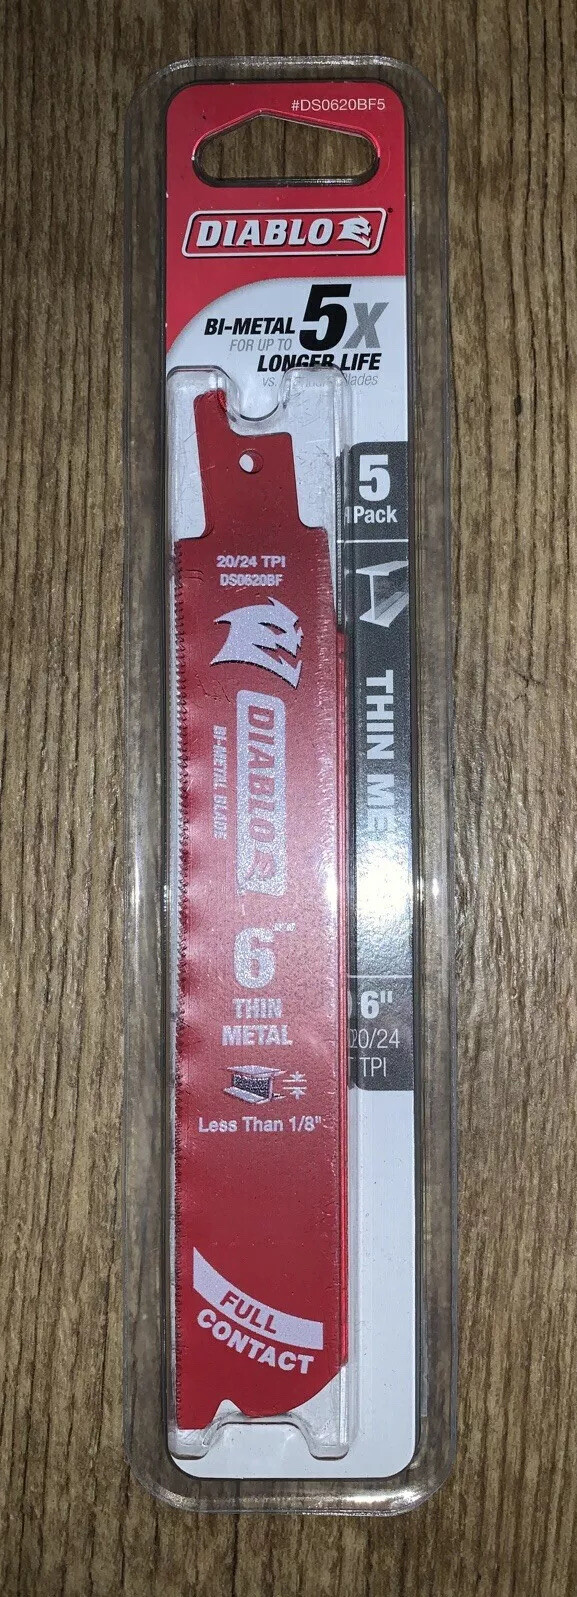 #DS0620BF5
DIABLO
BI-METAL 5X
FOR UP TO
LONGER LIFE
vs.
5
Pack
THIN
20/24 TPI
DS0620BF
DIABLO
BI-METAL BLADE
6"
THIN
METAL
Less Than 1/8"
6"
20/24
TPI
FULL
CONTACT